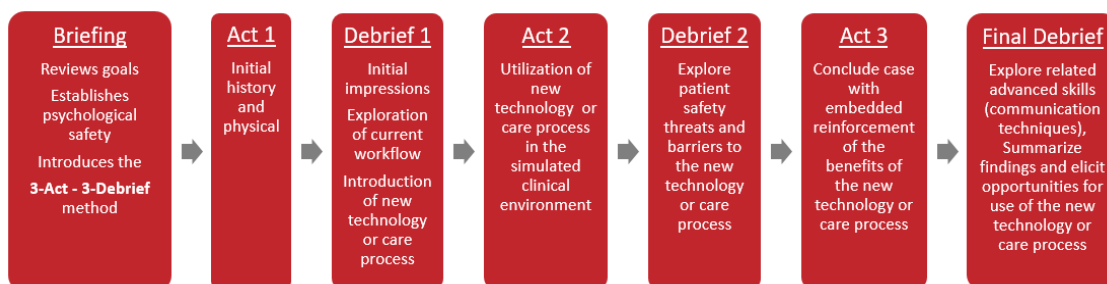 Briefing
Reviews goals
Establishes
psychological
safety
Introduces the
3-Act - 3-Debrief
method
Act 1
Initial
history
and
physical
Debrief 1
Initial
impressions
Exploration
of current
workflow
Introduction
of new
technology
or care
process
Act 2
Utilization of
new
technology or
care process
in the
simulated
clinical
environment
Debrief 2
Explore
patient
safety
threats and
barriers to
the new
technology
or care
process
Act 3
Conclude case
with
embedded
reinforcement
of the
benefits of
the new
technology or
care process
Final Debrief
Explore related
advanced skills
(communication
techniques),
Summarize
findings and elicit
opportunities for
use of the new
technology or
care process